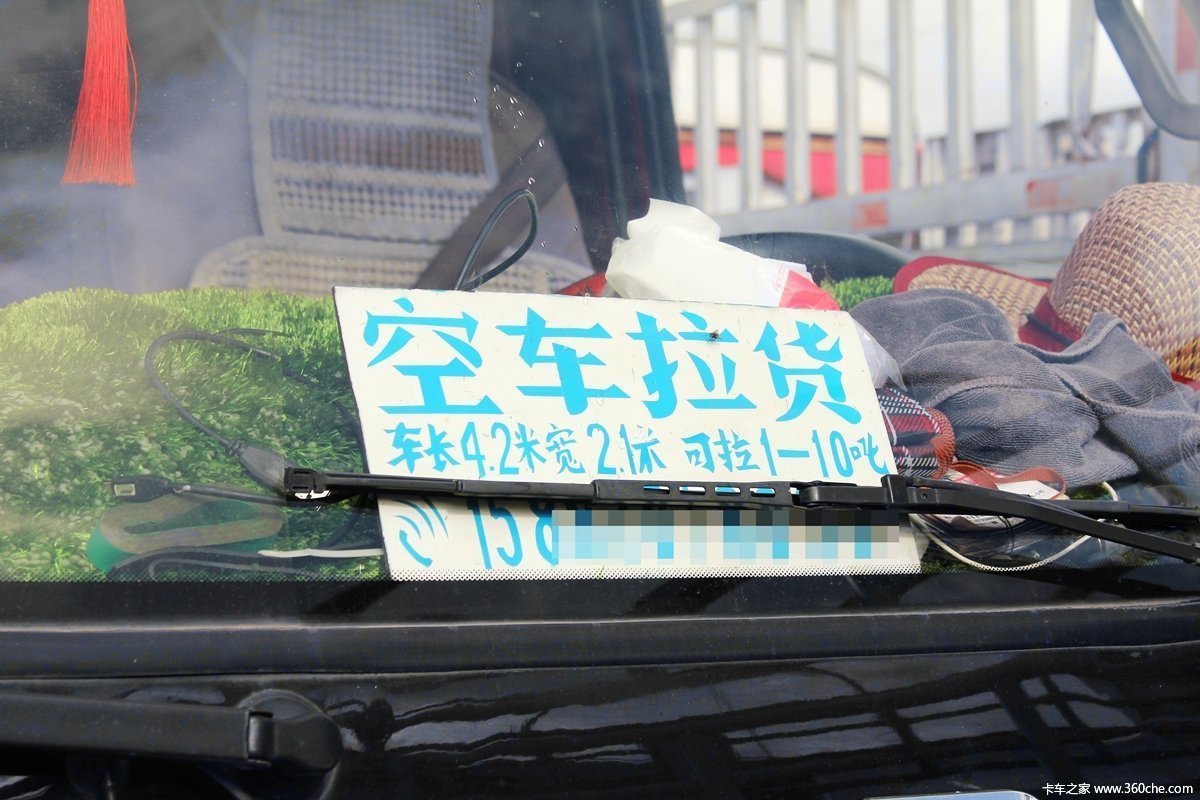 空车拉货
车长4.2米宽2.1米 可拉1—10吨
158
卡车之家 www.360che.com